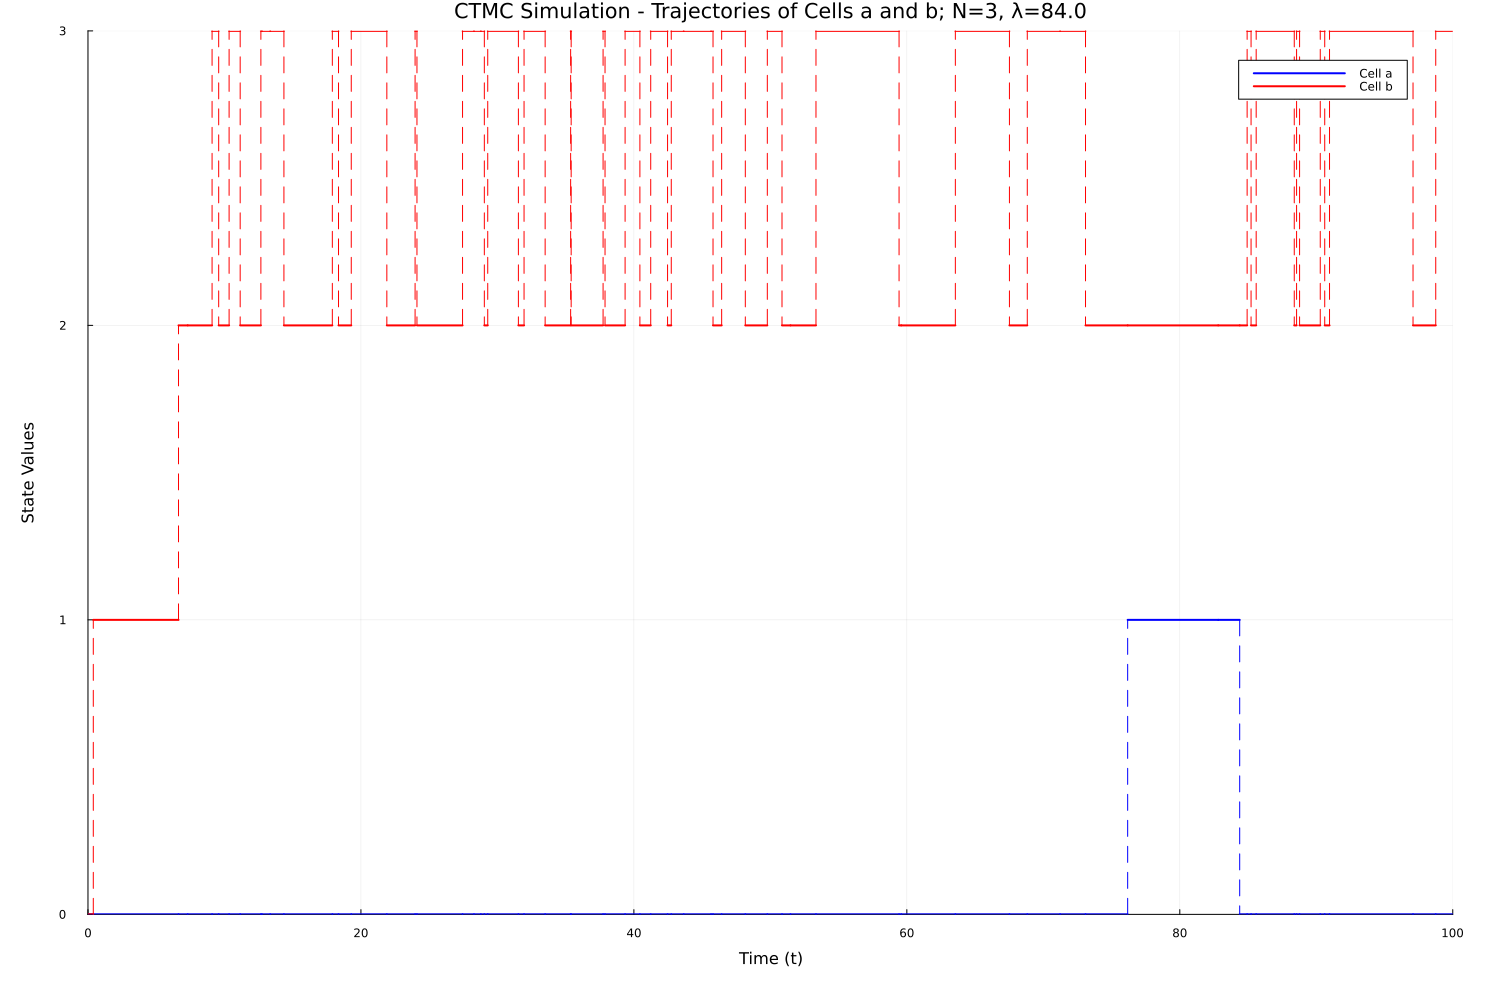 CTMC Simulation - Trajectories of Cells a and b; N=3, λ=84.0
3
Cell a
Cell b
2
State Values
1
0
0 20 40 60 80 100
Time (t)